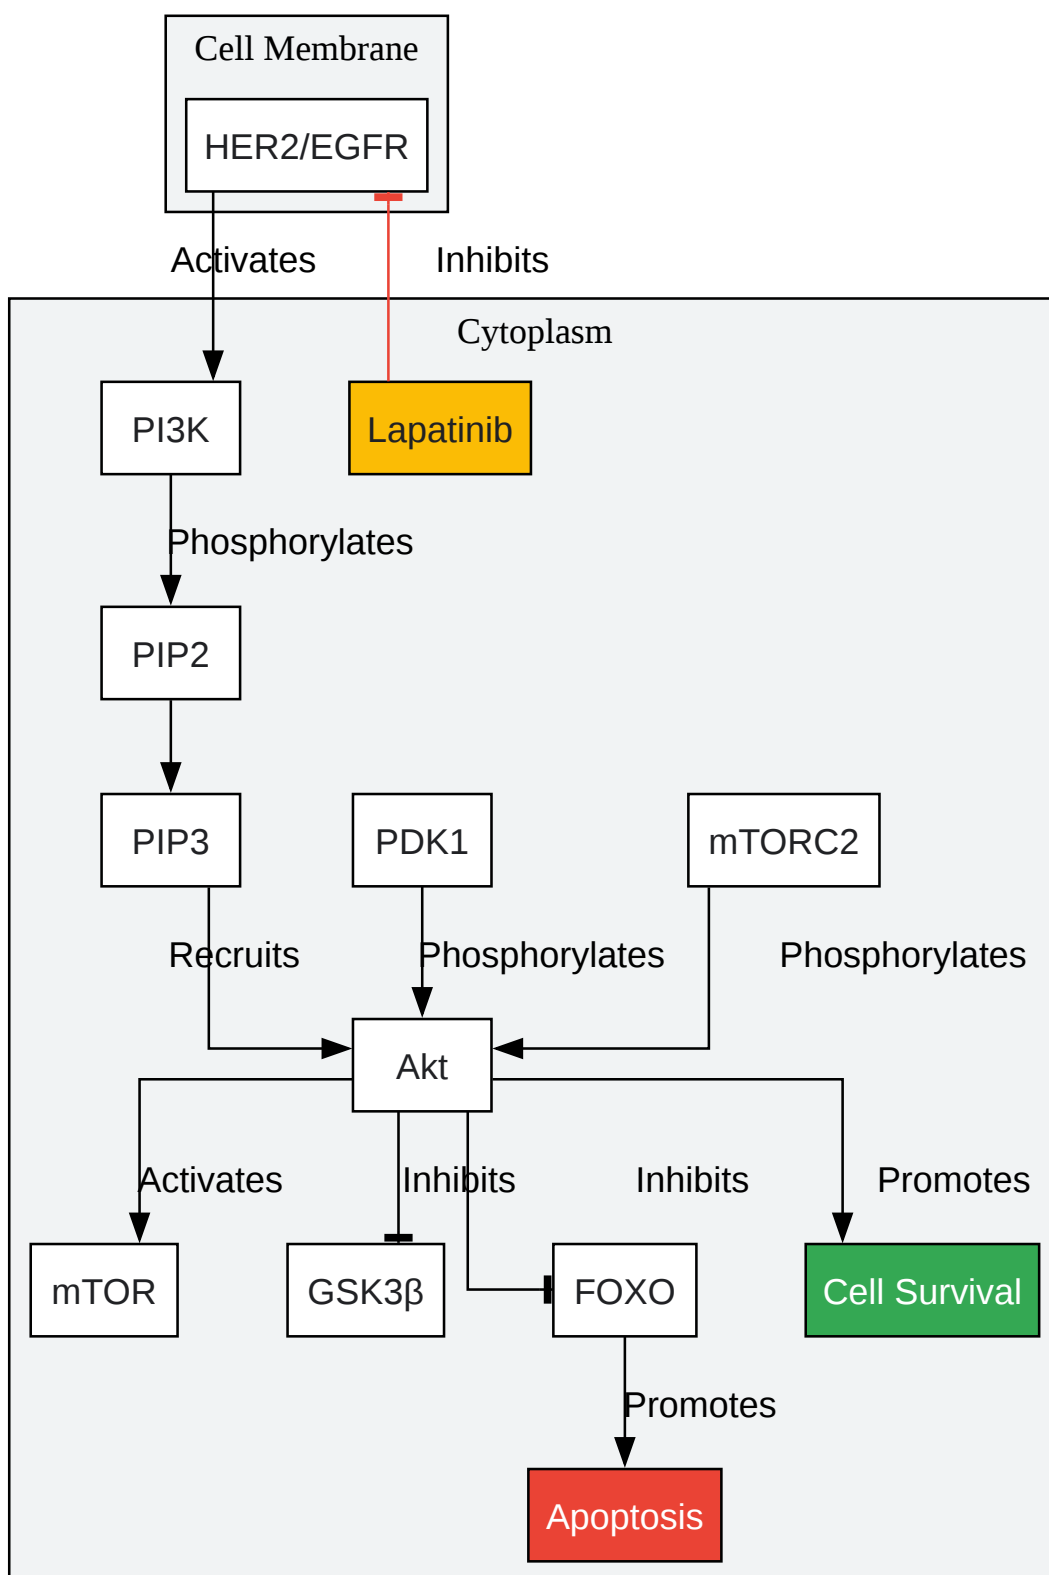 Cell Membrane
HER2/EGFR
Activates
Inhibits
Cytoplasm
PI3K
Lapatinib
Phosphorylates
PIP2
PIP3
PDK1
mTORC2
Recruits
Phosphorylates
Phosphorylates
Akt
Activates
Inhibits
Inhibits
Promotes
mTOR
GSK3β
FOXO
Cell Survival
Promotes
Apoptosis